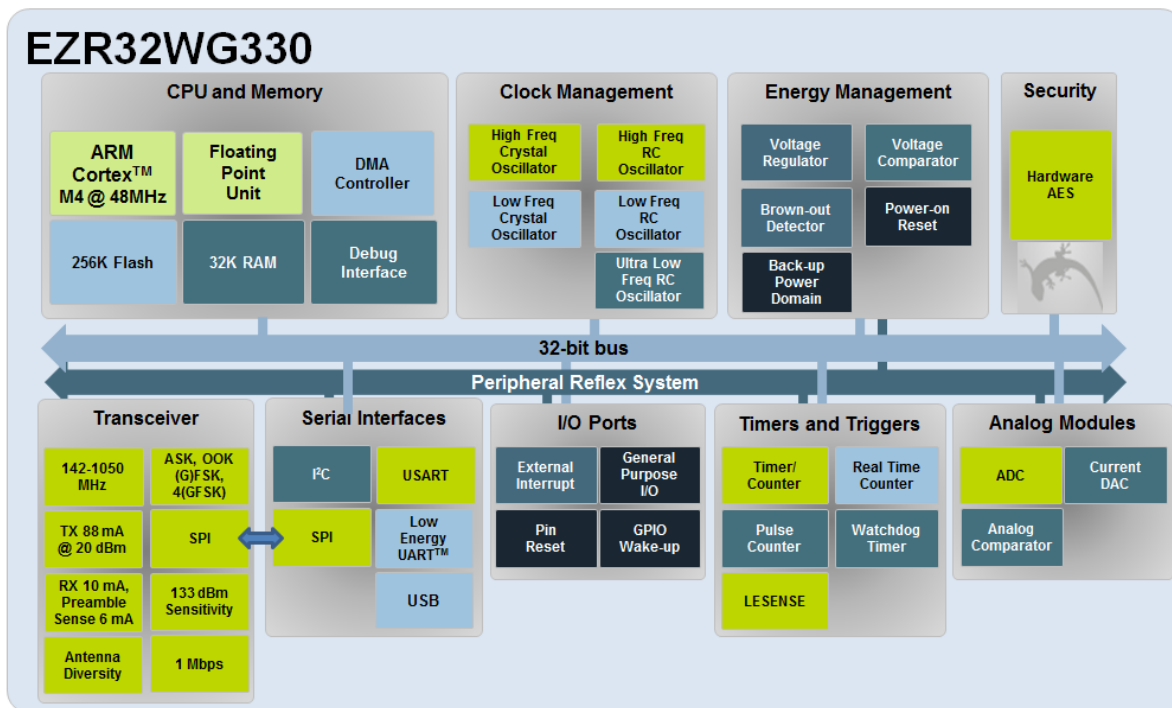 EZR32WG330
CPU and Memory
ARM
Cortex™
M4 @ 48MHz
Floating
Point
Unit
DMA
Controller
256K Flash
32K RAM
Debug
Interface
Clock Management
High Freq
Crystal
Oscillator
High Freq
RC
Oscillator
Low Freq
Crystal
Oscillator
Low Freq
RC
Oscillator
Ultra Low
Freq RC
Oscillator
Energy Management
Voltage
Regulator
Voltage
Comparator
Brown-out
Detector
Power-on
Reset
Back-up
Power
Domain
Security
Hardware
AES
32-bit bus
Peripheral Reflex System
Transceiver
142-1050
MHz
ASK, OOK
(G)FSK,
4(GFSK)
TX 88 mA
@ 20 dBm
SPI
RX 10 mA,
Preamble
Sense 6 mA
133 dBm
Sensitivity
Antenna
Diversity
1 Mbps
Serial Interfaces
I²C
USART
SPI
Low
Energy
UART™
USB
I/O Ports
External
Interrupt
General
Purpose
I/O
Pin
Reset
GPIO
Wake-up
Timers and Triggers
Timer/
Counter
Real Time
Counter
Pulse
Counter
Watchdog
Timer
LESENSE
Analog Modules
ADC
Current
DAC
Analog
Comparator